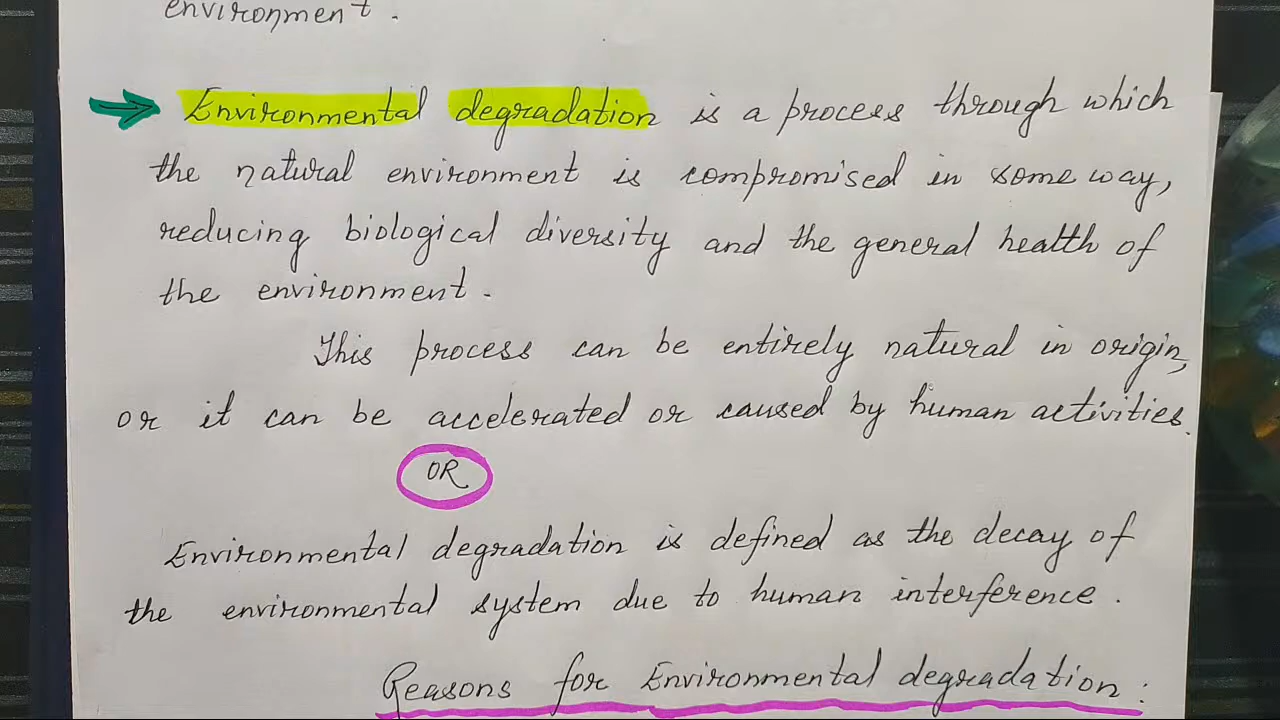 environment.
Environmental degradation is a process through which
the natural environment is compromised in some way,
reducing biological diversity and the general health of
the environment.
This process can be entirely natural in origin,
or it can be accelerated or caused by human activities.
OR
Environmental degradation is defined as the decay of
the environmental system due to human interference.
Reasons for Environmental degradation: